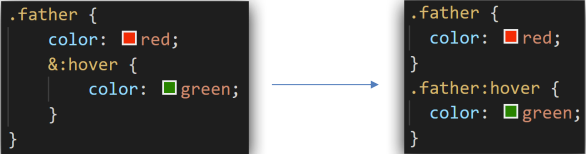 .father {
    color: red;
    &:hover {
        color: green;
    }
}
.father {
  color: red;
}
.father:hover {
  color: green;
}